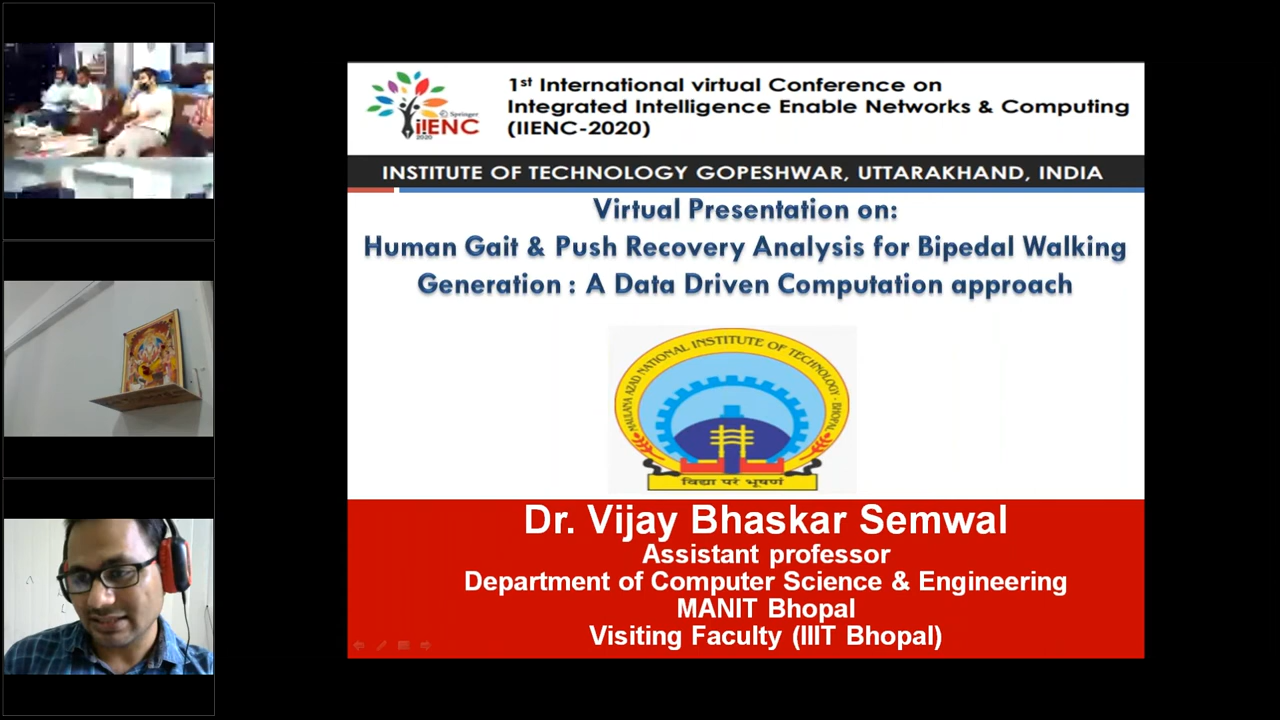 1st International virtual Conference on
Integrated Intelligence Enable Networks & Computing
(IIENC-2020)
Springer
iIENC
2020
INSTITUTE OF TECHNOLOGY GOPESHWAR, UTTARAKHAND, INDIA
Virtual Presentation on:
Human Gait & Push Recovery Analysis for Bipedal Walking
Generation : A Data Driven Computation approach
MAULANA AZAD NATIONAL INSTITUTE OF TECHNOLOGY - BHOPAL
विद्या परं भूषणं
Dr. Vijay Bhaskar Semwal
Assistant professor
Department of Computer Science & Engineering
MANIT Bhopal
Visiting Faculty (IIIT Bhopal)